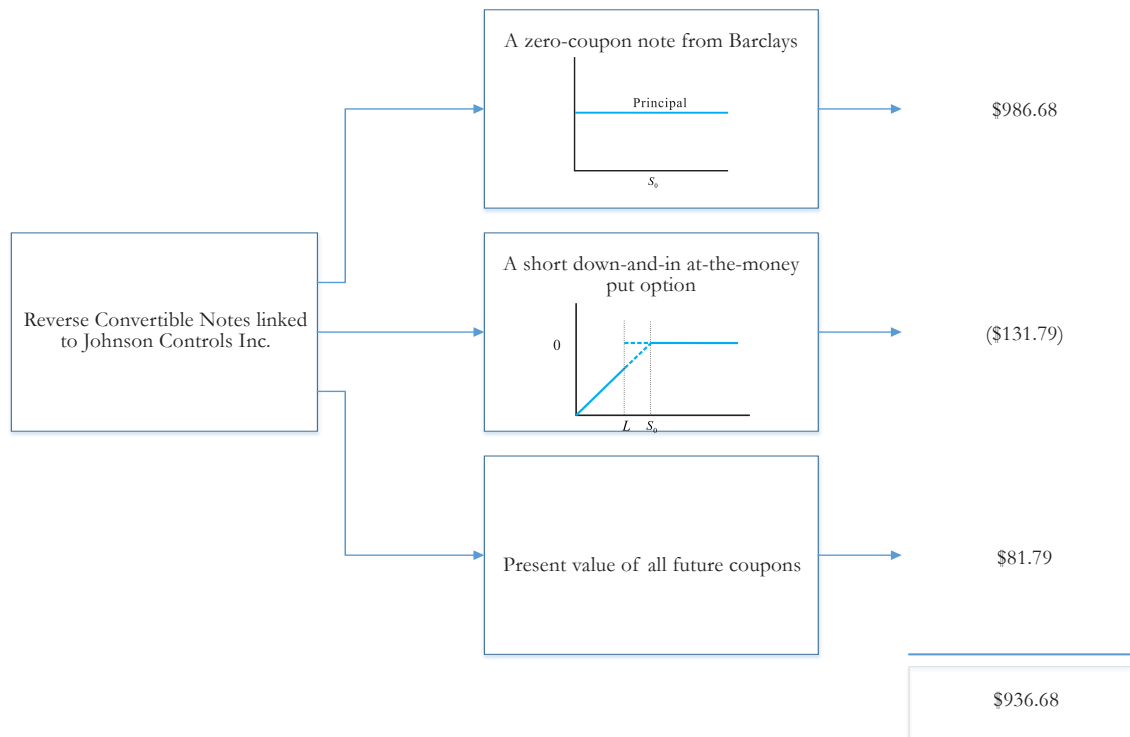 A zero-coupon note from Barclays
Principal
S₀
$986.68
Reverse Convertible Notes linked
to Johnson Controls Inc.
A short down-and-in at-the-money
put option
0
L S₀
($131.79)
Present value of all future coupons
$81.79
$936.68